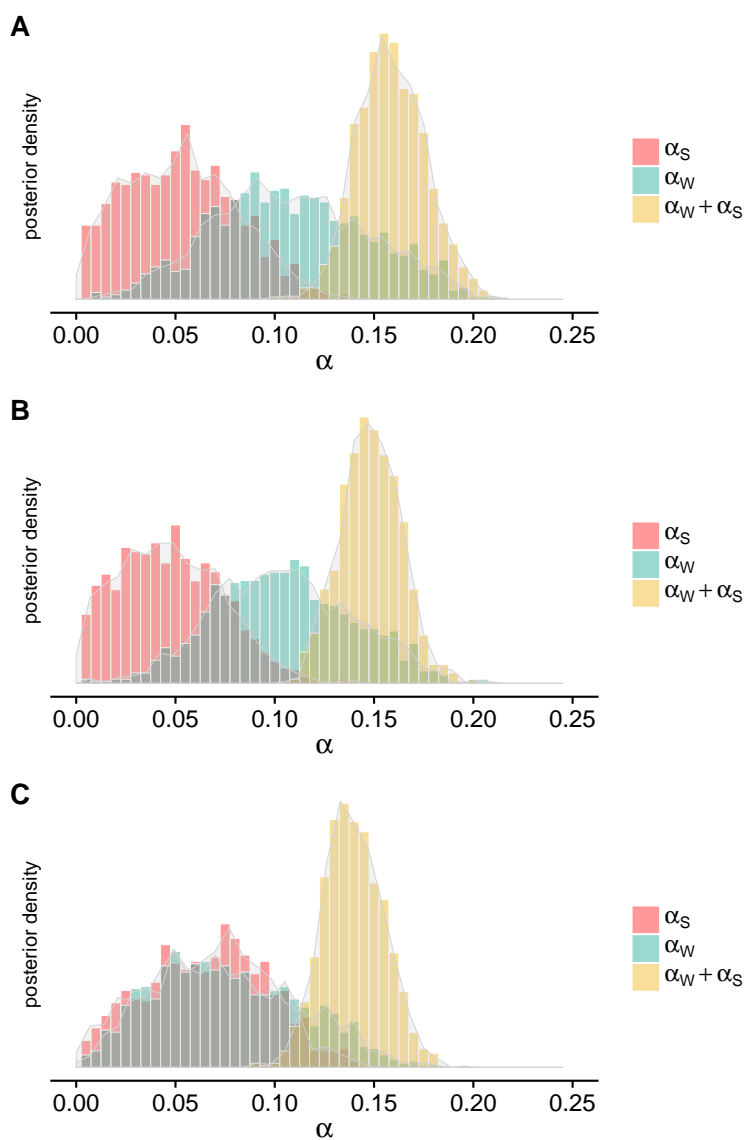 A
posterior density
αS
αW
αW + αS
0.00 0.05 0.10 0.15 0.20 0.25
α
B
posterior density
αS
αW
αW + αS
0.00 0.05 0.10 0.15 0.20 0.25
α
C
posterior density
αS
αW
αW + αS
0.00 0.05 0.10 0.15 0.20 0.25
α